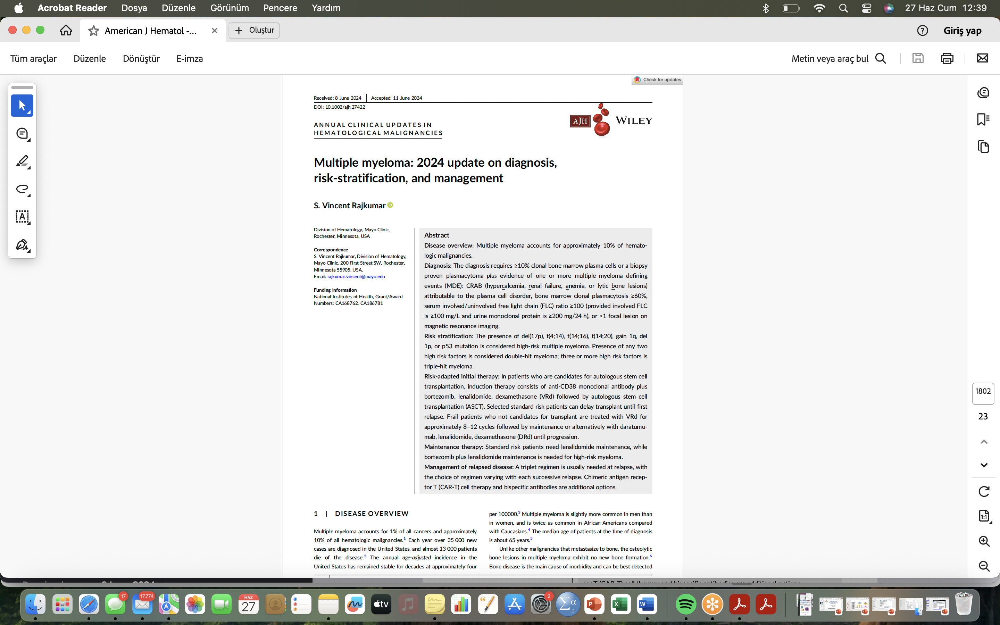 Acrobat Reader Dosya Düzenle Görünüm Pencere Yardım 27 Haz Cum 12:39
American J Hematol -... Oluştur Giriş yap
Tüm araçlar Düzenle Dönüştür E-imza Metin veya araç bul
Check for updates
Received: 8 June 2024 Accepted: 11 June 2024
DOI: 10.1002/ajh.27422
ANNUAL CLINICAL UPDATES IN
HEMATOLOGICAL MALIGNANCIES
AJH WILEY
Multiple myeloma: 2024 update on diagnosis,
risk-stratification, and management
S. Vincent Rajkumar iD
Division of Hematology, Mayo Clinic,
Rochester, Minnesota, USA
Correspondence
S. Vincent Rajkumar, Division of Hematology,
Mayo Clinic, 200 First Street SW, Rochester,
Minnesota 55905, USA.
Email: rajkumar.vincent@mayo.edu
Funding information
National Institutes of Health, Grant/Award
Numbers: CA168762, CA186781
Abstract
Disease overview: Multiple myeloma accounts for approximately 10% of hemato-
logic malignancies.
Diagnosis: The diagnosis requires ≥10% clonal bone marrow plasma cells or a biopsy
proven plasmacytoma plus evidence of one or more multiple myeloma defining
events (MDE): CRAB (hypercalcemia, renal failure, anemia, or lytic bone lesions)
attributable to the plasma cell disorder, bone marrow clonal plasmacytosis ≥60%,
serum involved/uninvolved free light chain (FLC) ratio ≥100 (provided involved FLC
is ≥100 mg/L and urine monoclonal protein is ≥200 mg/24 h), or >1 focal lesion on
magnetic resonance imaging.
Risk stratification: The presence of del(17p), t(4;14), t(14;16), t(14;20), gain 1q, del
1p, or p53 mutation is considered high-risk multiple myeloma. Presence of any two
high risk factors is considered double-hit myeloma; three or more high risk factors is
triple-hit myeloma.
Risk-adapted initial therapy: In patients who are candidates for autologous stem cell
transplantation, induction therapy consists of anti-CD38 monoclonal antibody plus
bortezomib, lenalidomide, dexamethasone (VRd) followed by autologous stem cell
transplantation (ASCT). Selected standard risk patients can delay transplant until first
relapse. Frail patients who not candidates for transplant are treated with VRd for
approximately 8–12 cycles followed by maintenance or alternatively with daratumu-
mab, lenalidomide, dexamethasone (DRd) until progression.
Maintenance therapy: Standard risk patients need lenalidomide maintenance, while
bortezomib plus lenalidomide maintenance is needed for high-risk myeloma.
Management of relapsed disease: A triplet regimen is usually needed at relapse, with
the choice of regimen varying with each successive relapse. Chimeric antigen recep-
tor T (CAR-T) cell therapy and bispecific antibodies are additional options.
1 | DISEASE OVERVIEW
Multiple myeloma accounts for 1% of all cancers and approximately
10% of all hematologic malignancies.1 Each year over 35 000 new
cases are diagnosed in the United States, and almost 13 000 patients
die of the disease.2 The annual age-adjusted incidence in the
United States has remained stable for decades at approximately four
per 100000.3 Multiple myeloma is slightly more common in men than
in women, and is twice as common in African-Americans compared
with Caucasians.4 The median age of patients at the time of diagnosis
is about 65 years.5
Unlike other malignancies that metastasize to bone, the osteolytic
bone lesions in multiple myeloma exhibit no new bone formation.6
Bone disease is the main cause of morbidity and can be best detected
1802
23
1:1
17 17.774 HAZ 27 tv 2